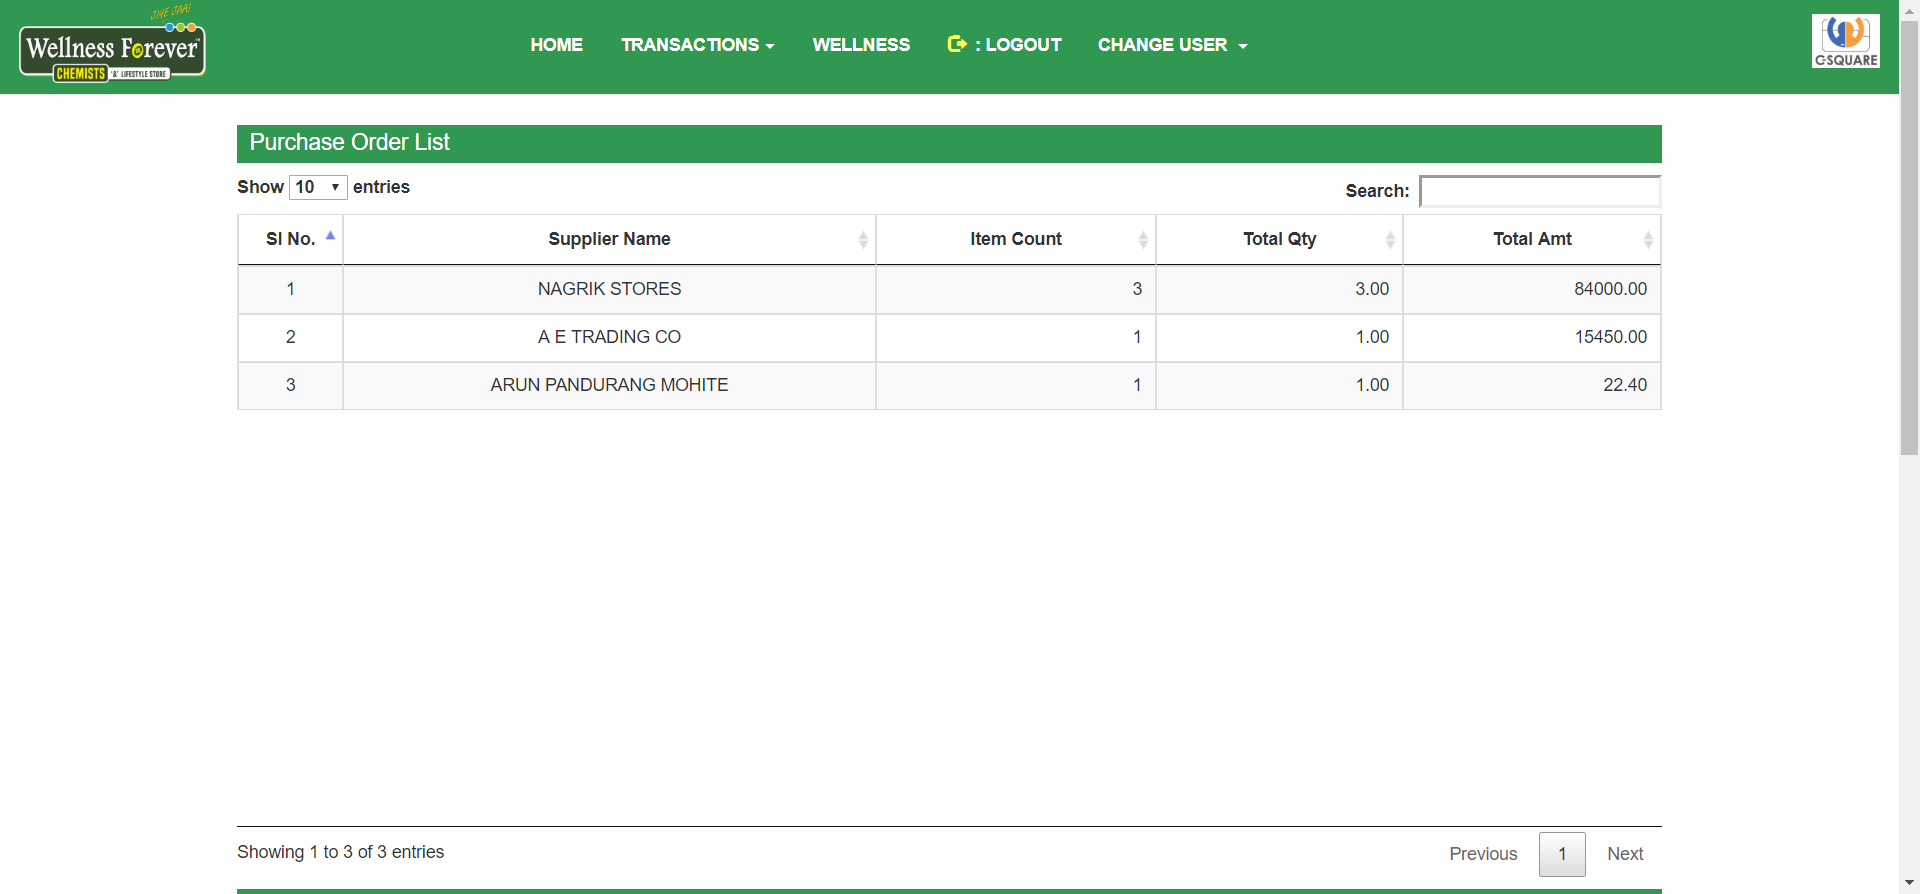 JIYE JAA!
Wellness Forever
CHEMISTS '&' LIFESTYLE STORE
HOME TRANSACTIONS WELLNESS : LOGOUT CHANGE USER
C-SQUARE
Purchase Order List
Show 10 entries
Search:
Sl No. Supplier Name Item Count Total Qty Total Amt
1 NAGRIK STORES 3 3.00 84000.00
2 A E TRADING CO 1 1.00 15450.00
3 ARUN PANDURANG MOHITE 1 1.00 22.40
Showing 1 to 3 of 3 entries
Previous 1 Next